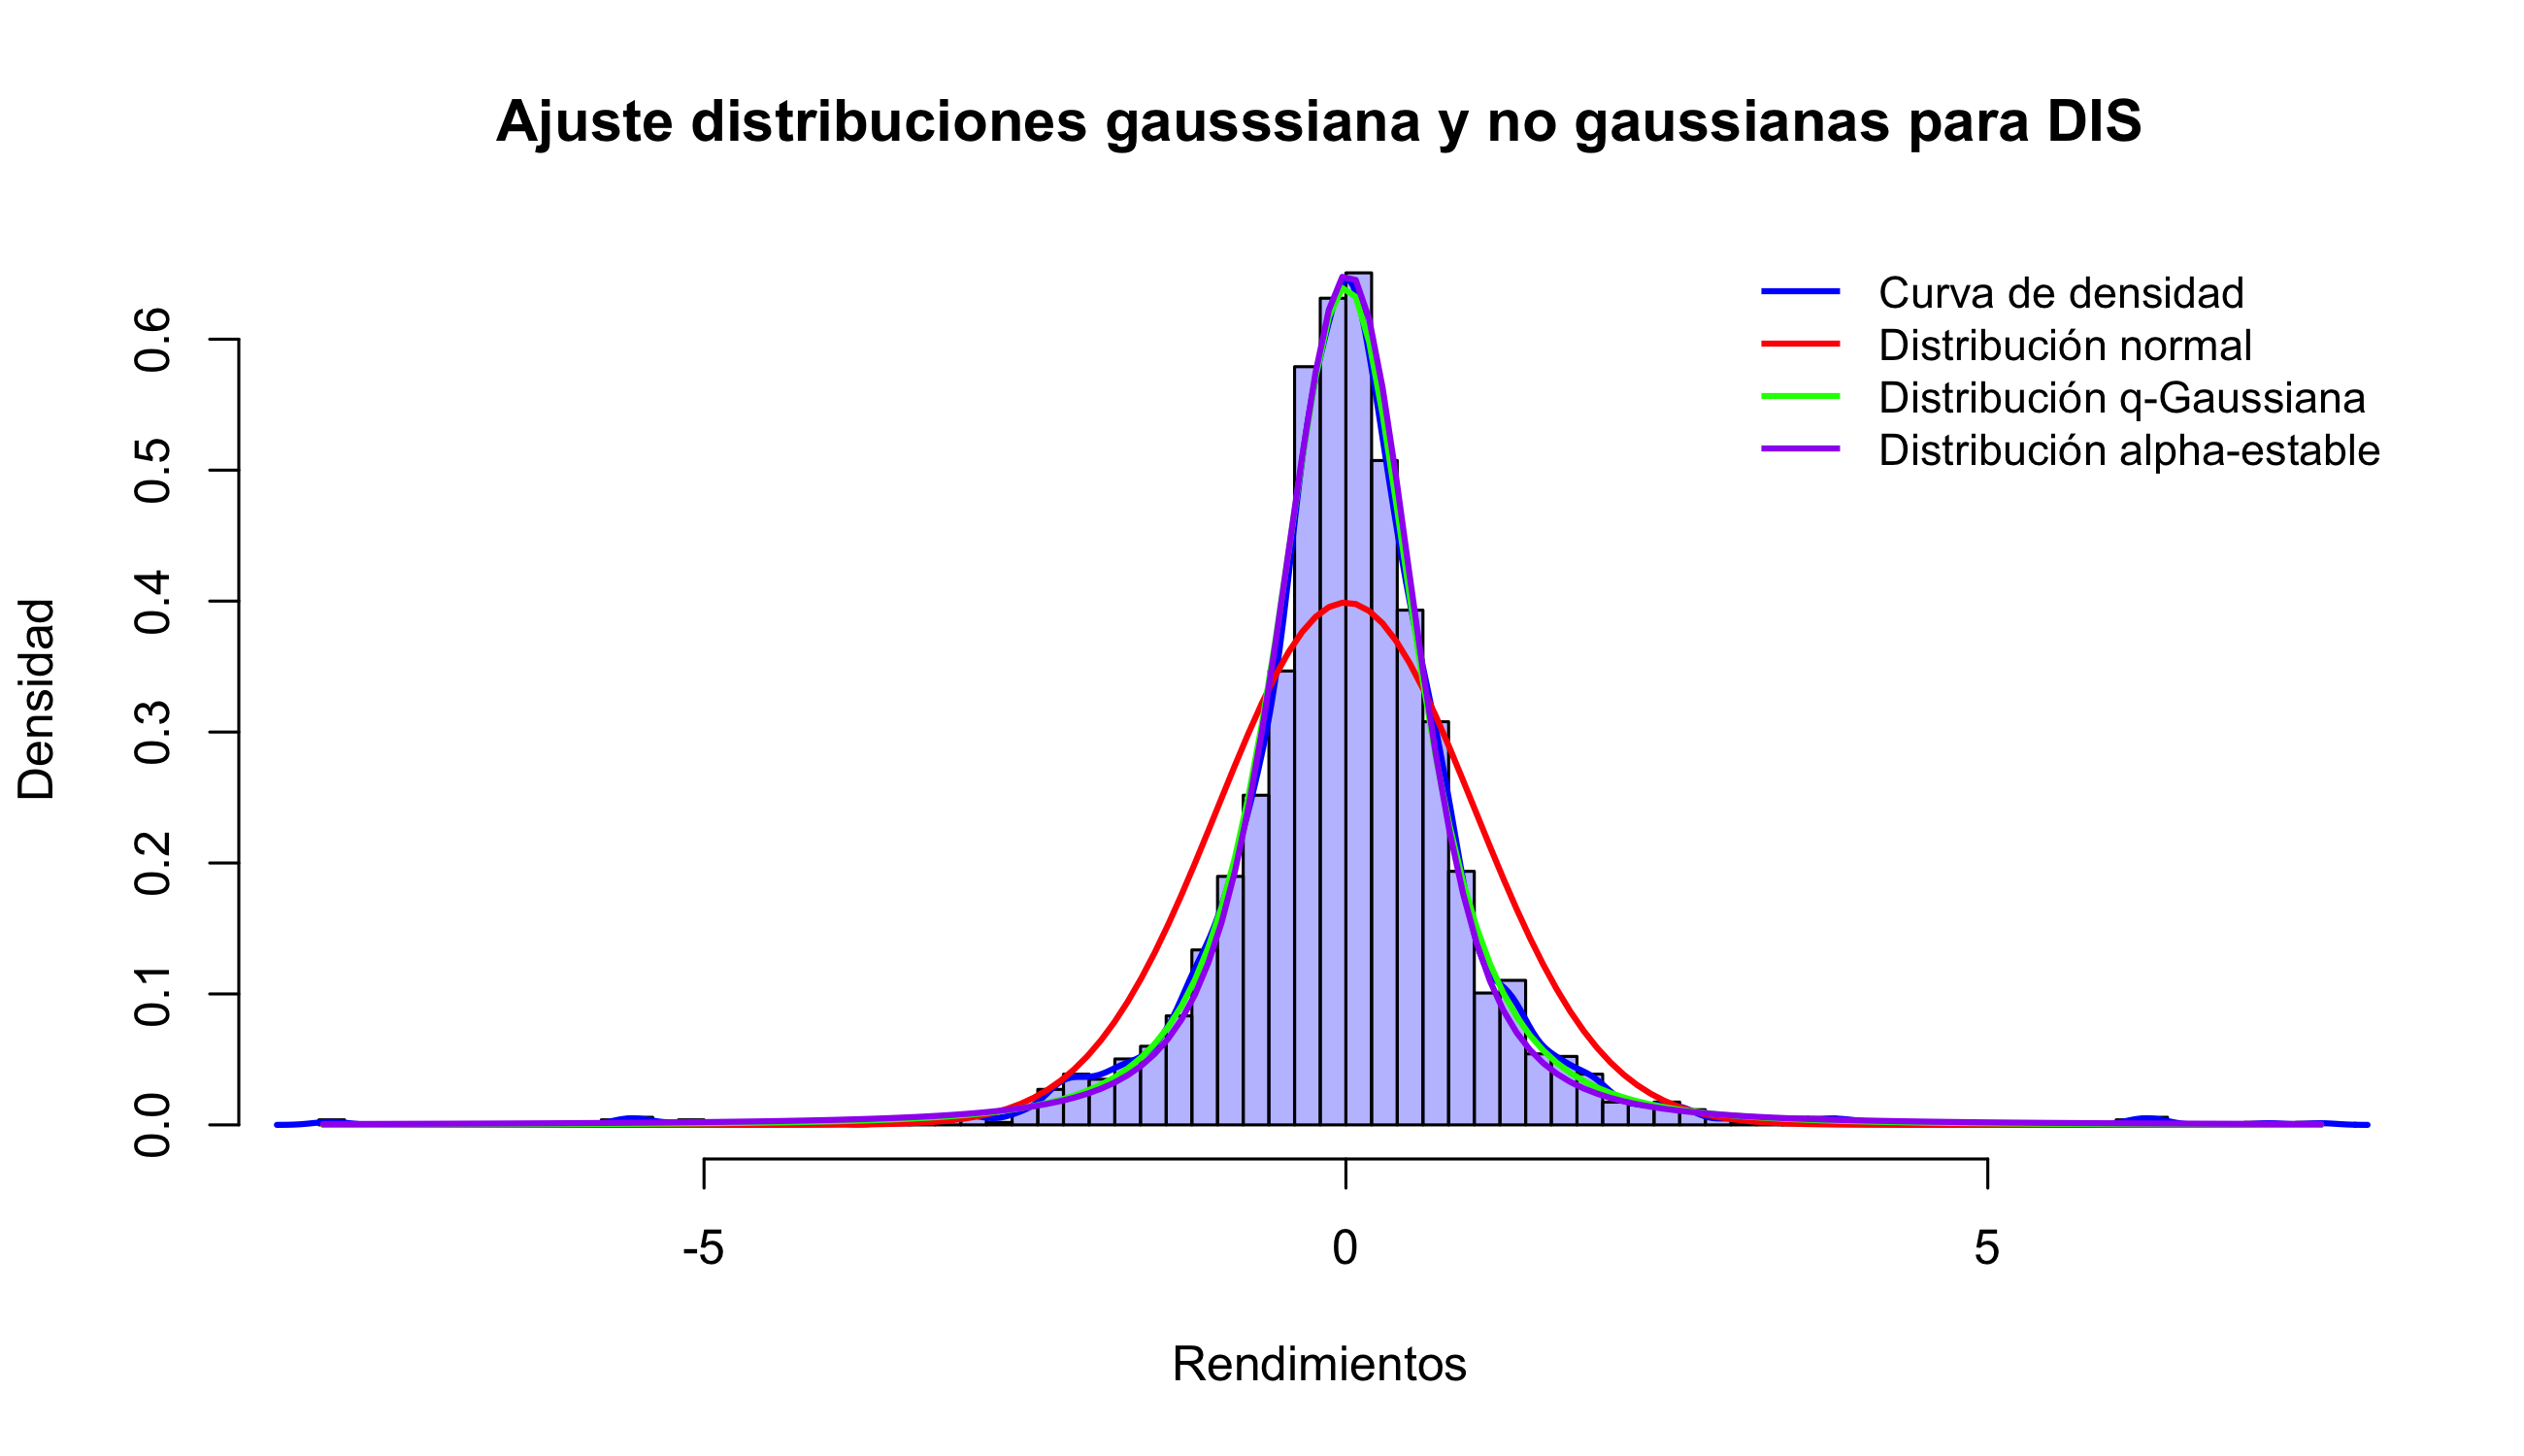 Ajuste distribuciones gausssiana y no gaussianas para DIS
Curva de densidad
Distribución normal
Distribución q-Gaussiana
Distribución alpha-estable
Densidad
0.6
0.5
0.4
0.3
0.2
0.1
0.0
-5 0 5
Rendimientos